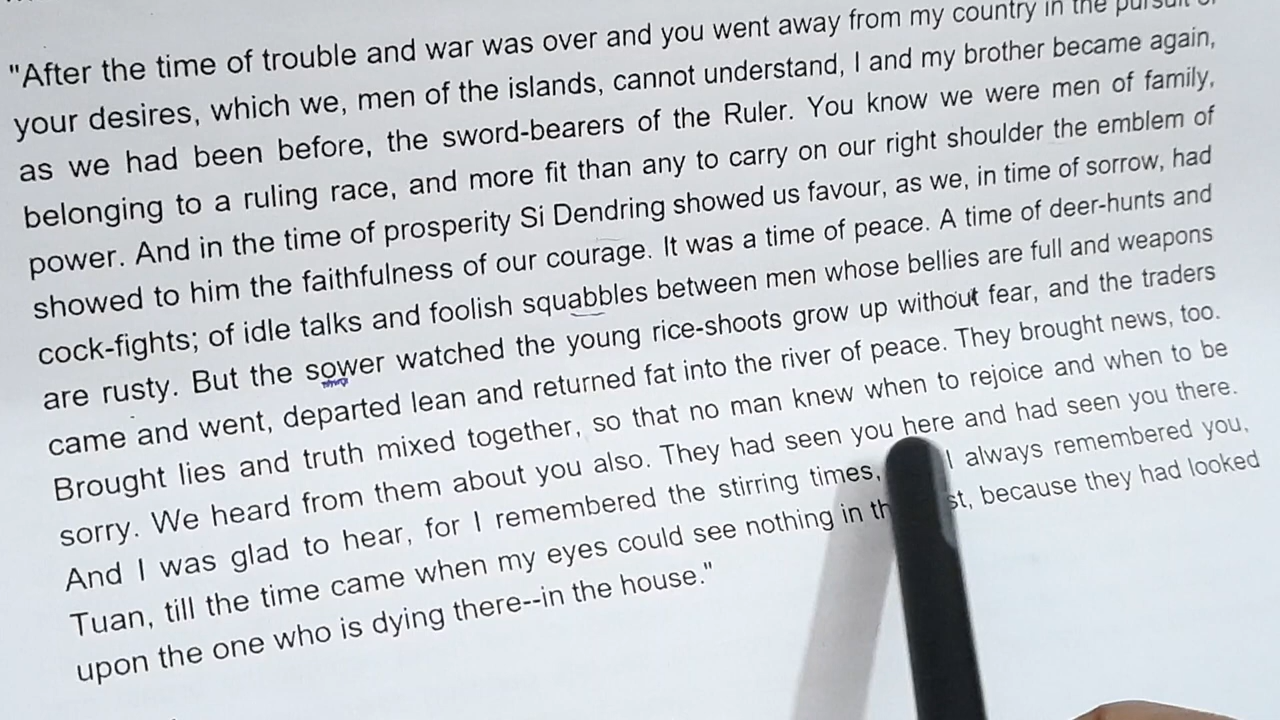 "After the time of trouble and war was over and you went away from my country in the pursuit of
your desires, which we, men of the islands, cannot understand, I and my brother became again,
as we had been before, the sword-bearers of the Ruler. You know we were men of family,
belonging to a ruling race, and more fit than any to carry on our right shoulder the emblem of
power. And in the time of prosperity Si Dendring showed us favour, as we, in time of sorrow, had
showed to him the faithfulness of our courage. It was a time of peace. A time of deer-hunts and
cock-fights; of idle talks and foolish squabbles between men whose bellies are full and weapons
are rusty. But the sower watched the young rice-shoots grow up without fear, and the traders
came and went, departed lean and returned fat into the river of peace. They brought news, too.
Brought lies and truth mixed together, so that no man knew when to rejoice and when to be
sorry. We heard from them about you also. They had seen you here and had seen you there.
And I was glad to hear, for I remembered the stirring times, I always remembered you,
Tuan, till the time came when my eyes could see nothing in because they had looked
upon the one who is dying there--in the house."